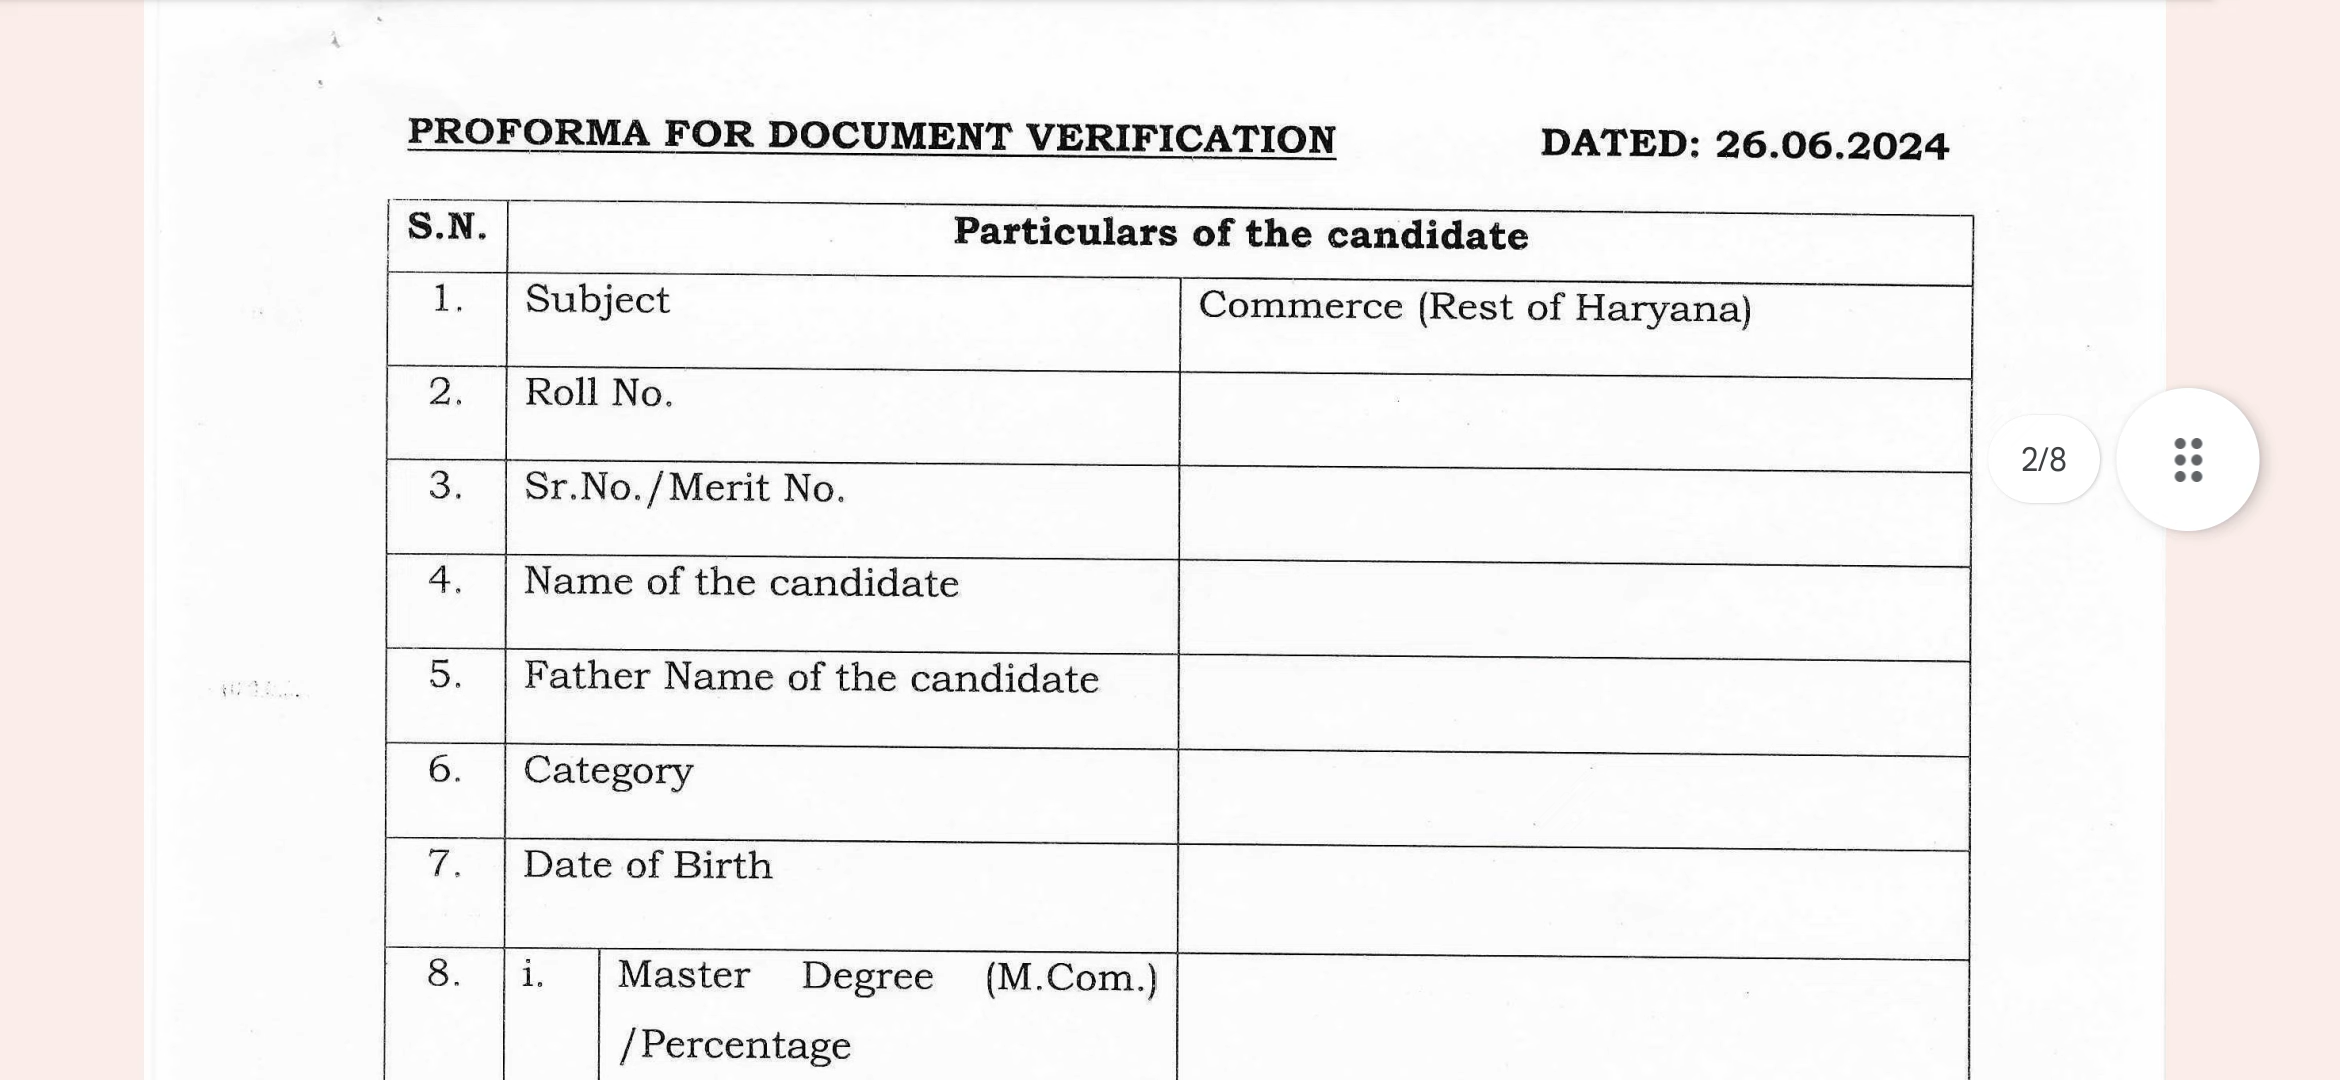 PROFORMA FOR DOCUMENT VERIFICATION DATED: 26.06.2024
S.N. Particulars of the candidate
1. Subject Commerce (Rest of Haryana)
2. Roll No.
3. Sr.No./Merit No.
4. Name of the candidate
5. Father Name of the candidate
6. Category
7. Date of Birth
8. i. Master Degree (M.Com.)
/Percentage
2/8